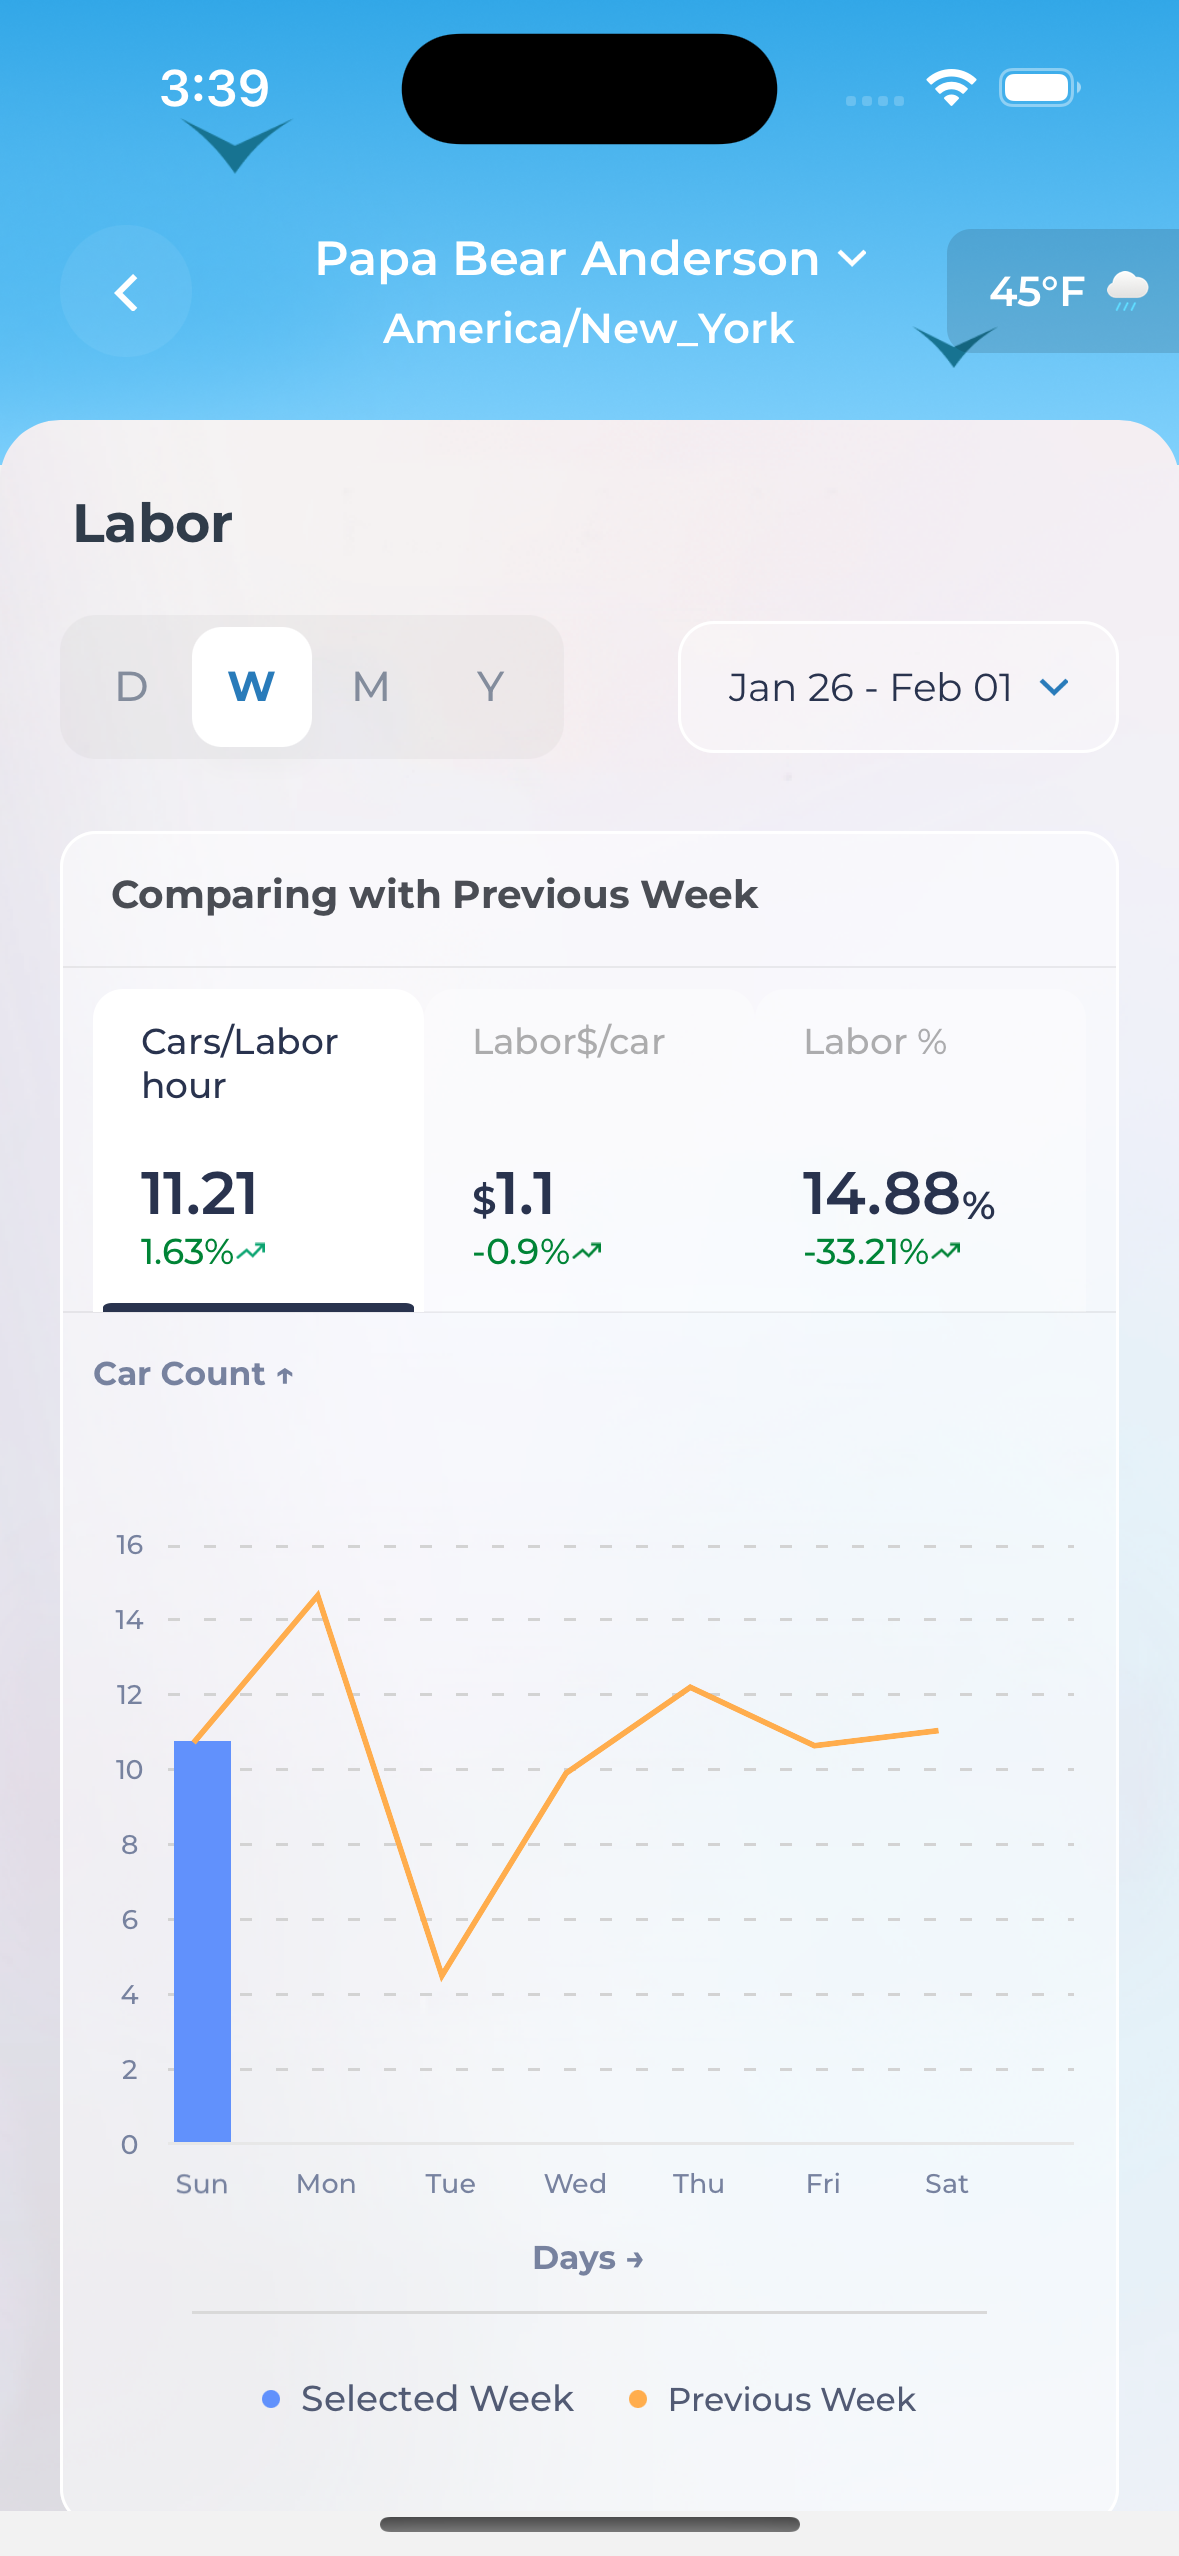 3:39
Papa Bear Anderson
America/New_York
45°F
Labor
D W M Y
Jan 26 - Feb 01
Comparing with Previous Week
Cars/Labor hour
11.21
1.63%
Labor$/car
$1.1
-0.9%
Labor %
14.88%
-33.21%
Car Count ↑
16
14
12
10
8
6
4
2
0
Sun Mon Tue Wed Thu Fri Sat
Days →
Selected Week Previous Week